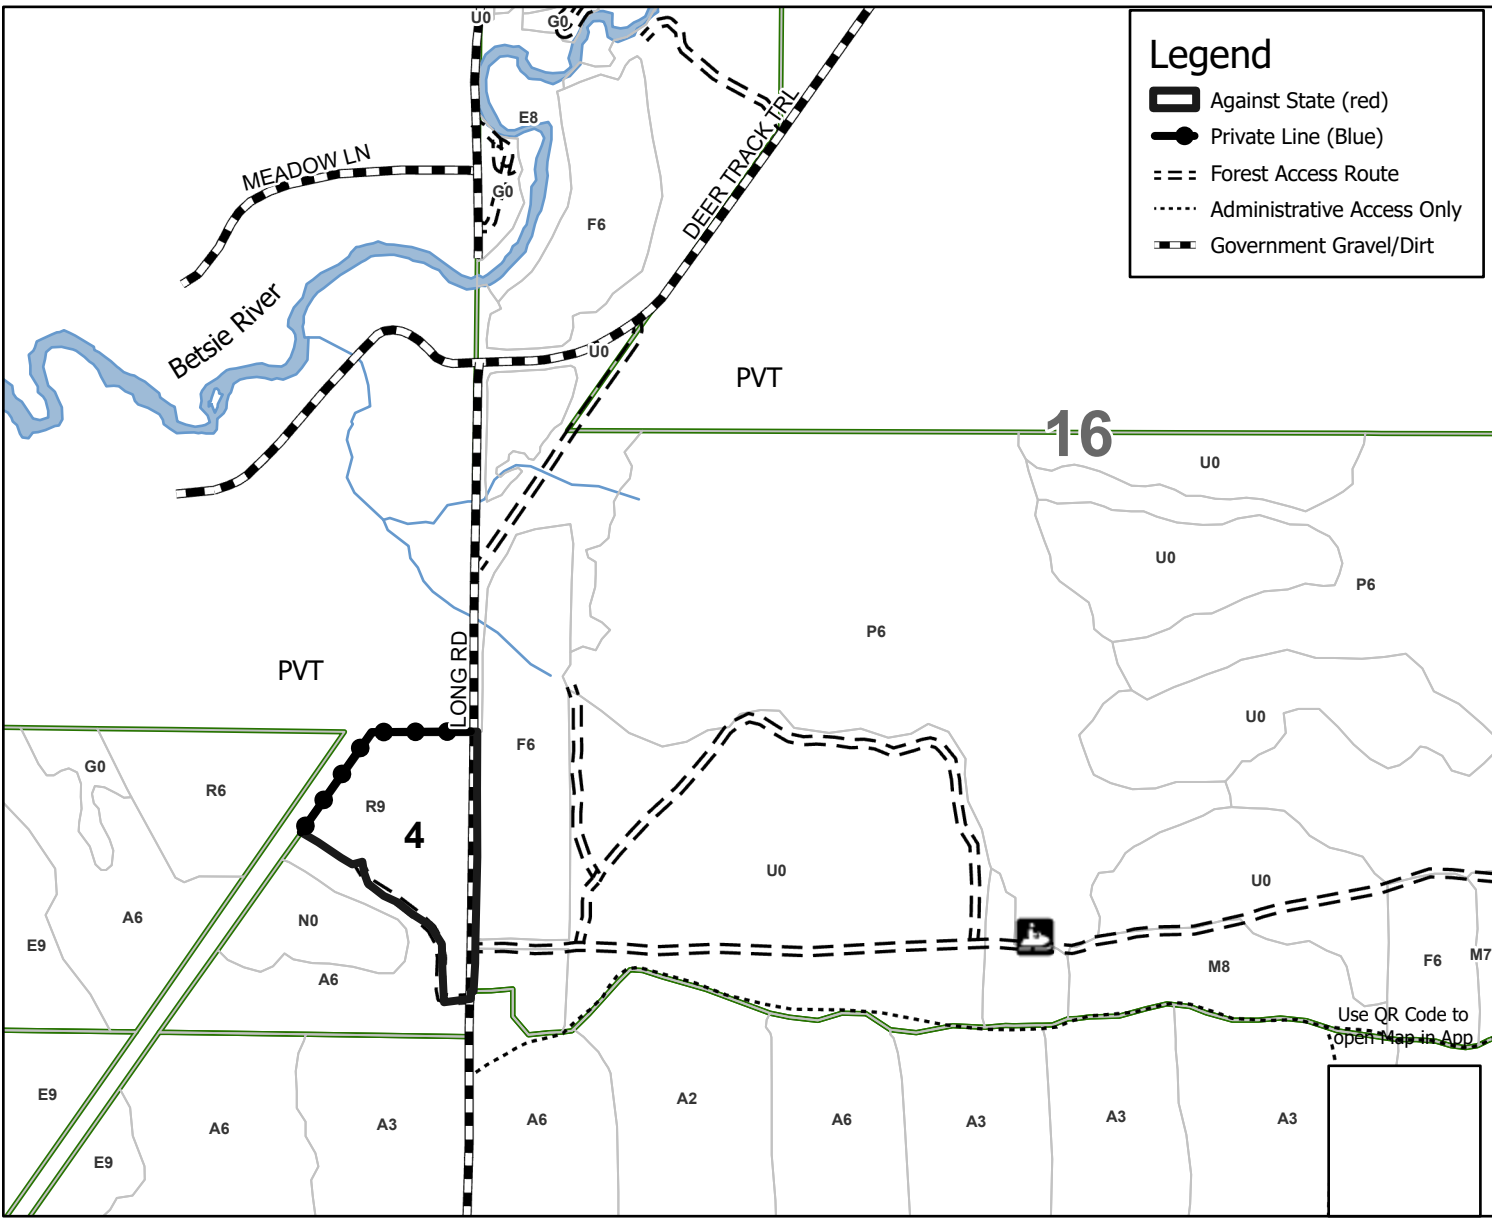 U0
G0
Legend
Against State (red)
Private Line (Blue)
Forest Access Route
Administrative Access Only
Government Gravel/Dirt
E8
MEADOW LN
DEER TRACK TRL
G0
F6
Betsie River
U0
PVT
16
U0
U0
P6
P6
LONG RD
PVT
U0
F6
G0
R6
R9
4
U0
U0
A6
N0
E9
A6
M8
F6
M7
Use QR Code to
open Map in App
E9
A6
A3
A6
A2
A6
A3
A3
A3
E9